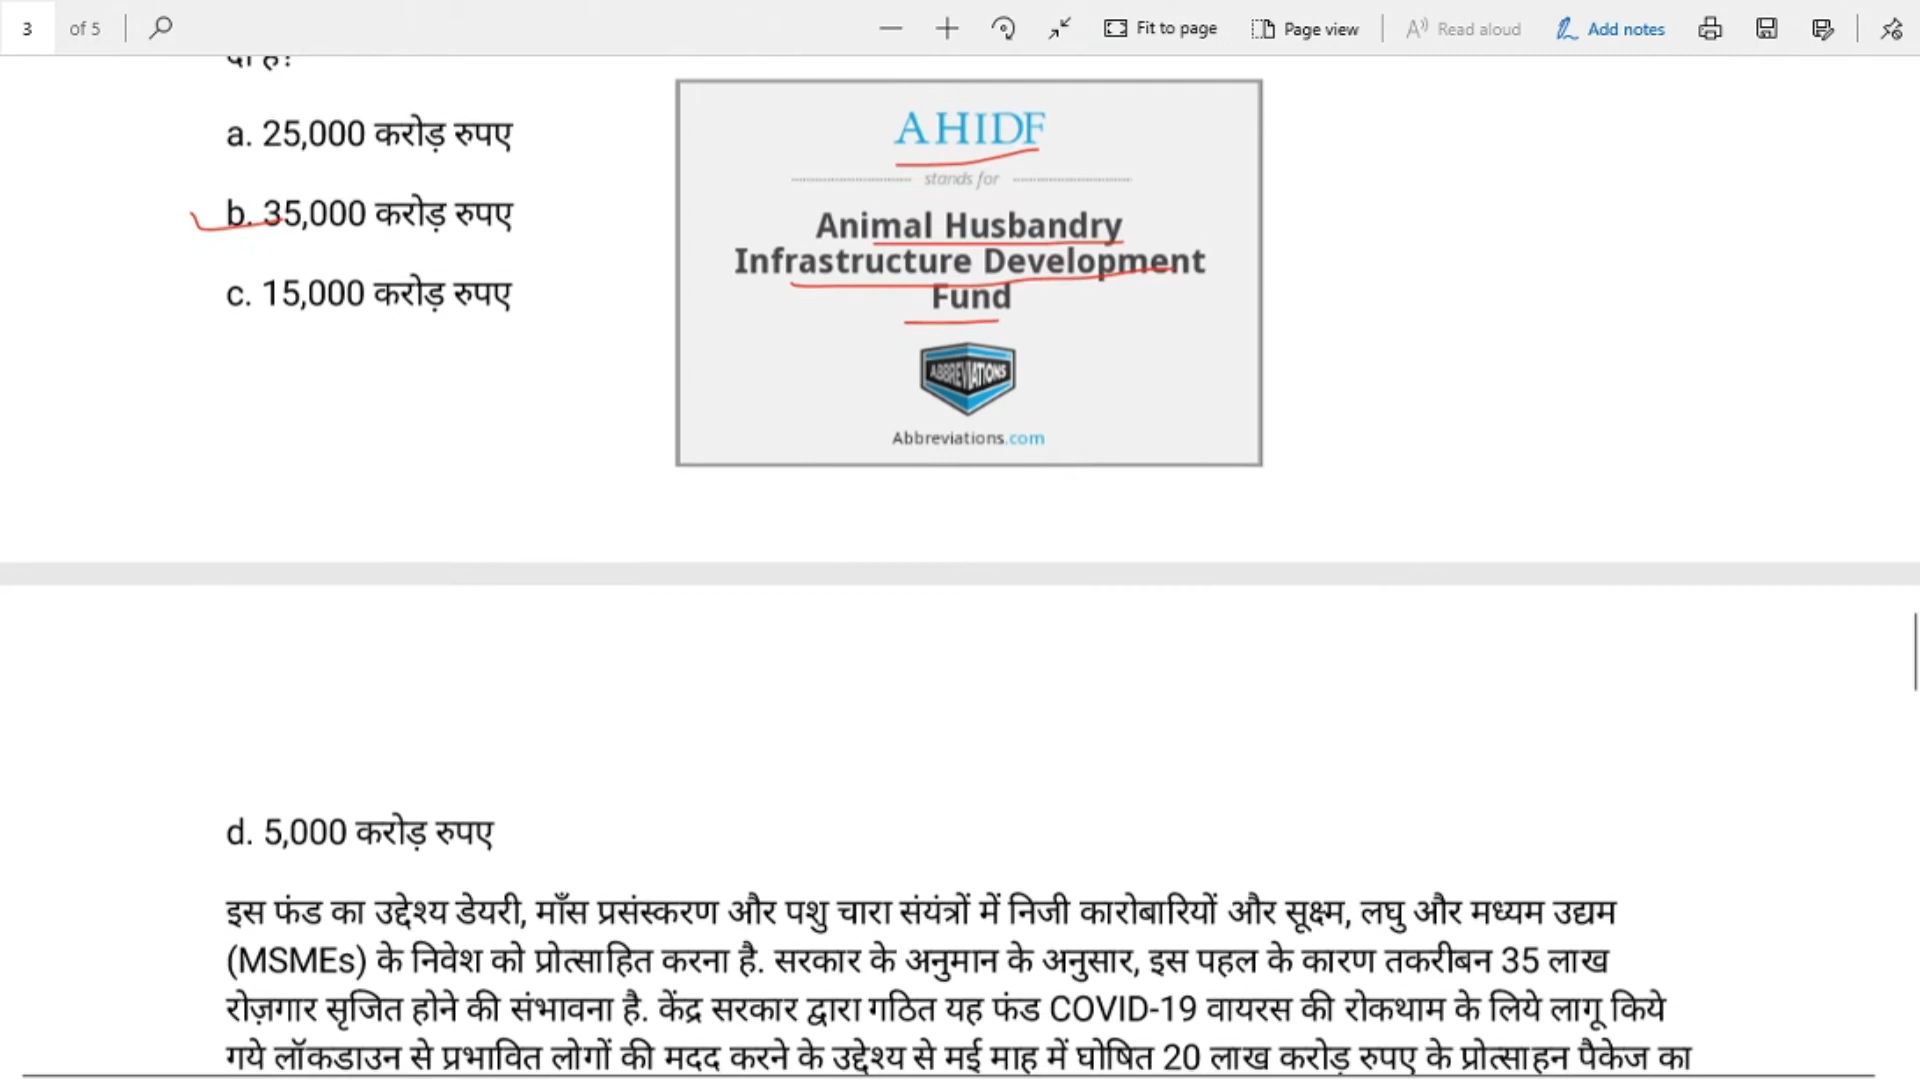 3 of 5 Fit to page Page view Read aloud Add notes
a. 25,000 करोड़ रुपए
b. 35,000 करोड़ रुपए
c. 15,000 करोड़ रुपए
AHIDF
stands for
Animal Husbandry
Infrastructure Development
Fund
ABBREVIATIONS
Abbreviations.com
d. 5,000 करोड़ रुपए
इस फंड का उद्देश्य डेयरी, माँस प्रसंस्करण और पशु चारा संयंत्रों में निजी कारोबारियों और सूक्ष्म, लघु और मध्यम उद्यम
(MSMEs) के निवेश को प्रोत्साहित करना है. सरकार के अनुमान के अनुसार, इस पहल के कारण तकरीबन 35 लाख
रोज़गार सृजित होने की संभावना है. केंद्र सरकार द्वारा गठित यह फंड COVID-19 वायरस की रोकथाम के लिये लागू किये
गये लॉकडाउन से प्रभावित लोगों की मदद करने के उद्देश्य से मई माह में घोषित 20 लाख करोड़ रुपए के प्रोत्साहन पैकेज का